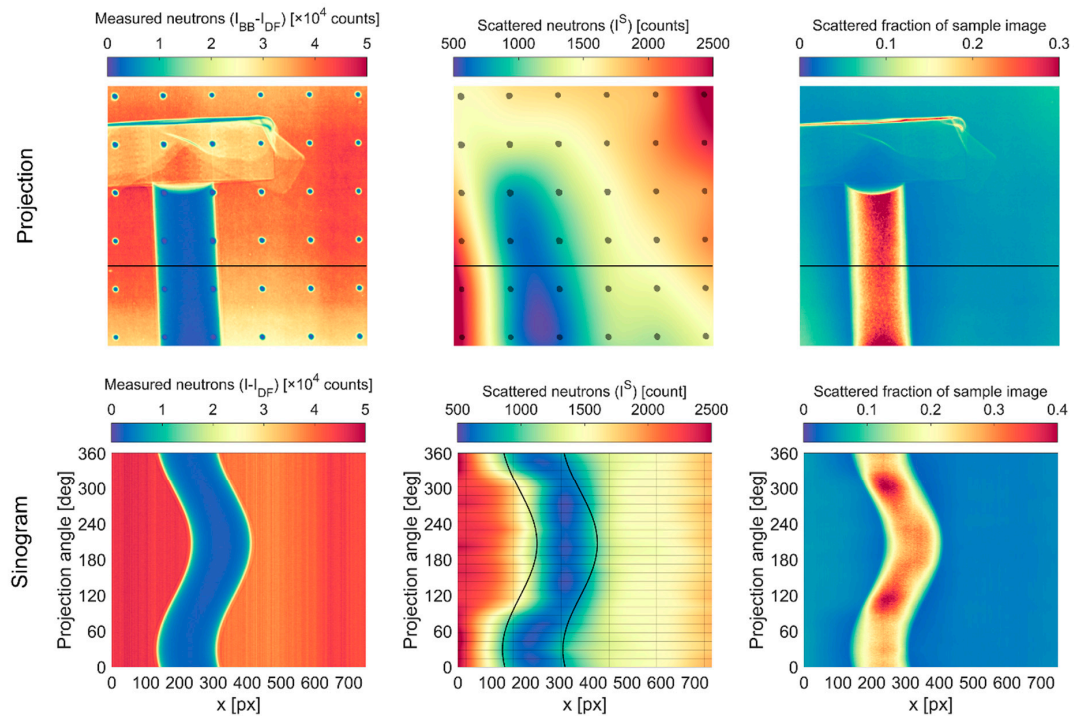 Measured neutrons (I_BB-I_DF) [×10⁴ counts]
0 1 2 3 4 5
Scattered neutrons (I^S) [counts]
500 1000 1500 2000 2500
Scattered fraction of sample image
0 0.1 0.2 0.3
Projection
Measured neutrons (I-I_DF) [×10⁴ counts]
0 1 2 3 4 5
Scattered neutrons (I^S) [count]
500 1000 1500 2000 2500
Scattered fraction of sample image
0 0.1 0.2 0.3 0.4
Sinogram
Projection angle [deg]
360
300
240
180
120
60
0
0 100 200 300 400 500 600 700
x [px]
Projection angle [deg]
360
300
240
180
120
60
0
0 100 200 300 400 500 600 700
x [px]
Projection angle [deg]
360
300
240
180
120
60
0
0 100 200 300 400 500 600 700
x [px]